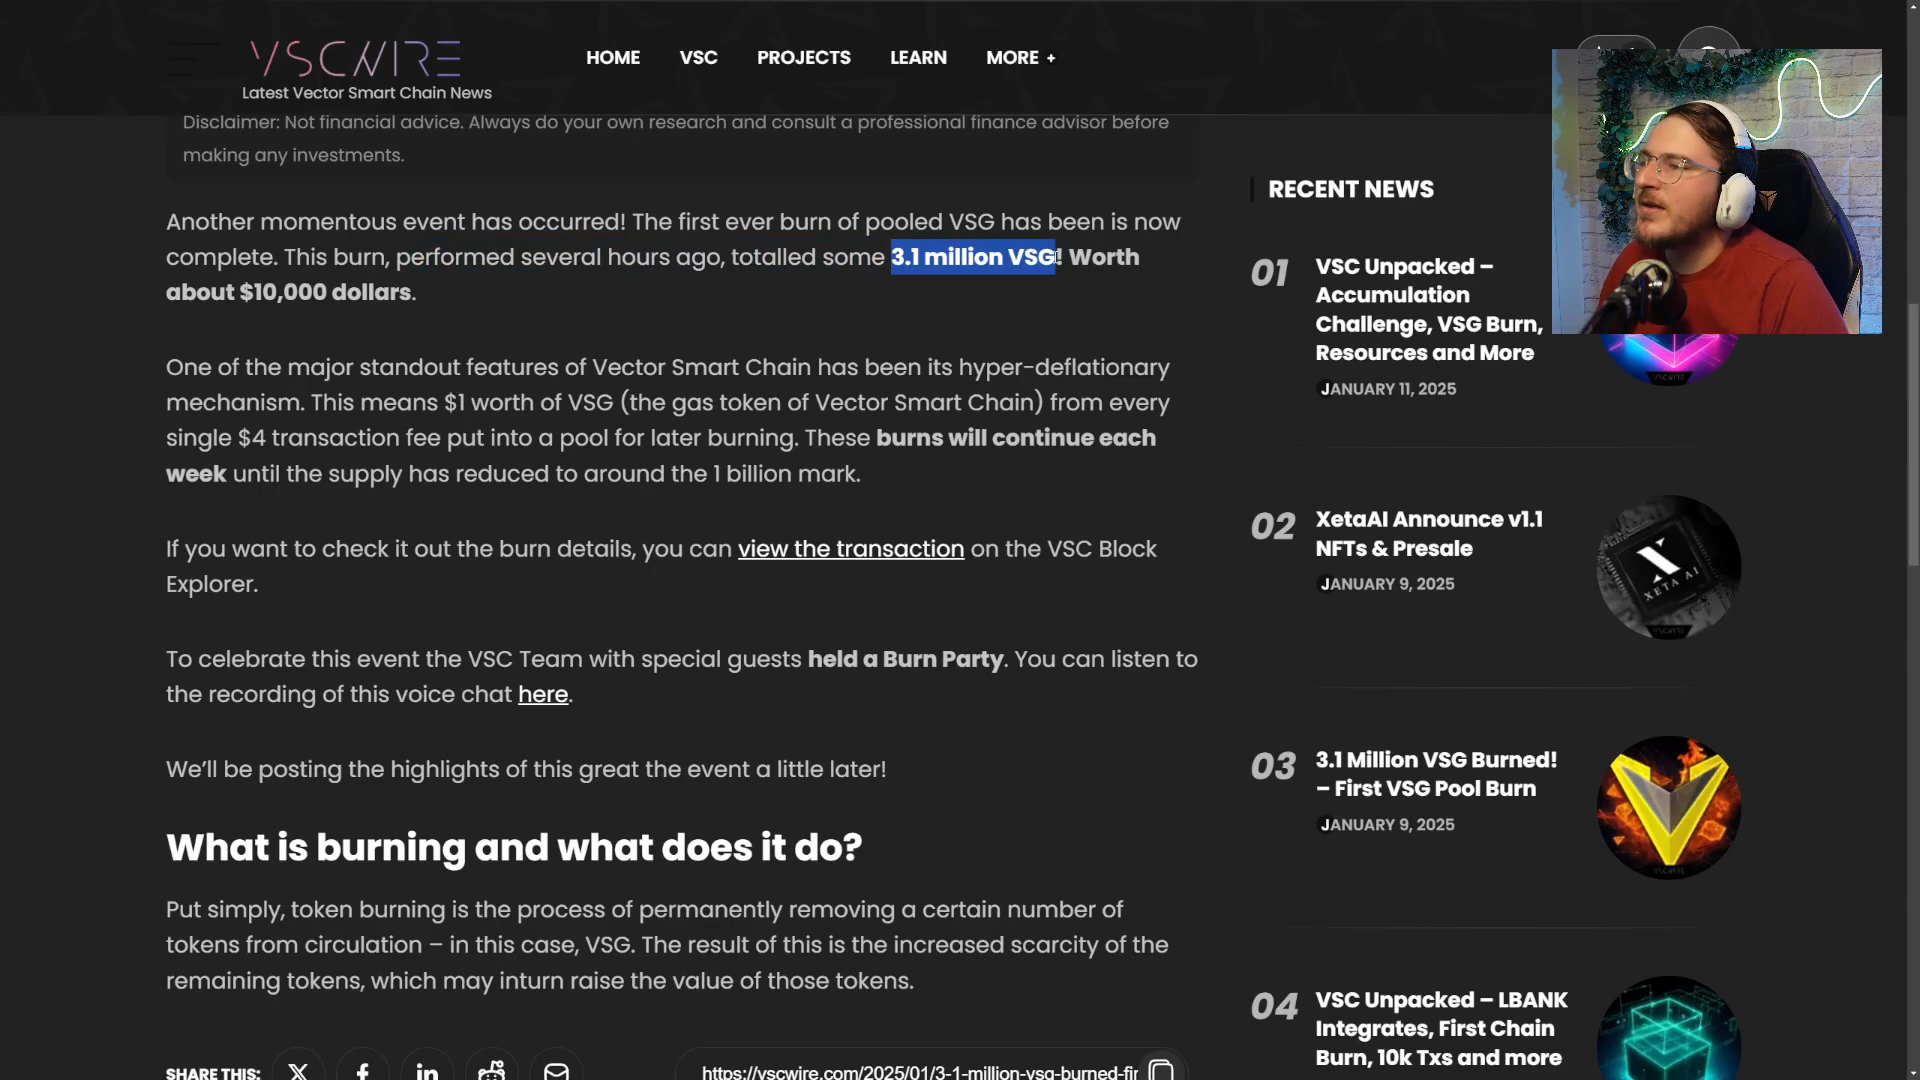 VSCWIRE
Latest Vector Smart Chain News
HOME
VSC
PROJECTS
LEARN
MORE +
Disclaimer: Not financial advice. Always do your own research and consult a professional finance advisor before
making any investments.
Another momentous event has occurred! The first ever burn of pooled VSG has been is now
complete. This burn, performed several hours ago, totalled some 3.1 million VSG! Worth
about $10,000 dollars.
One of the major standout features of Vector Smart Chain has been its hyper-deflationary
mechanism. This means $1 worth of VSG (the gas token of Vector Smart Chain) from every
single $4 transaction fee put into a pool for later burning. These burns will continue each
week until the supply has reduced to around the 1 billion mark.
If you want to check it out the burn details, you can view the transaction on the VSC Block
Explorer.
To celebrate this event the VSC Team with special guests held a Burn Party. You can listen to
the recording of this voice chat here.
We'll be posting the highlights of this great the event a little later!
What is burning and what does it do?
Put simply, token burning is the process of permanently removing a certain number of
tokens from circulation – in this case, VSG. The result of this is the increased scarcity of the
remaining tokens, which may inturn raise the value of those tokens.
SHARE THIS:
https://vscwire.com/2025/01/3-1-million-vsg-burned-fir
RECENT NEWS
01
VSC Unpacked –
Accumulation
Challenge, VSG Burn,
Resources and More
JANUARY 11, 2025
VSCWIRE
02
XetaAI Announce v1.1
NFTs & Presale
JANUARY 9, 2025
XETA AI
VSCWIRE
03
3.1 Million VSG Burned!
– First VSG Pool Burn
JANUARY 9, 2025
VSCWIRE
04
VSC Unpacked – LBANK
Integrates, First Chain
Burn, 10k Txs and more